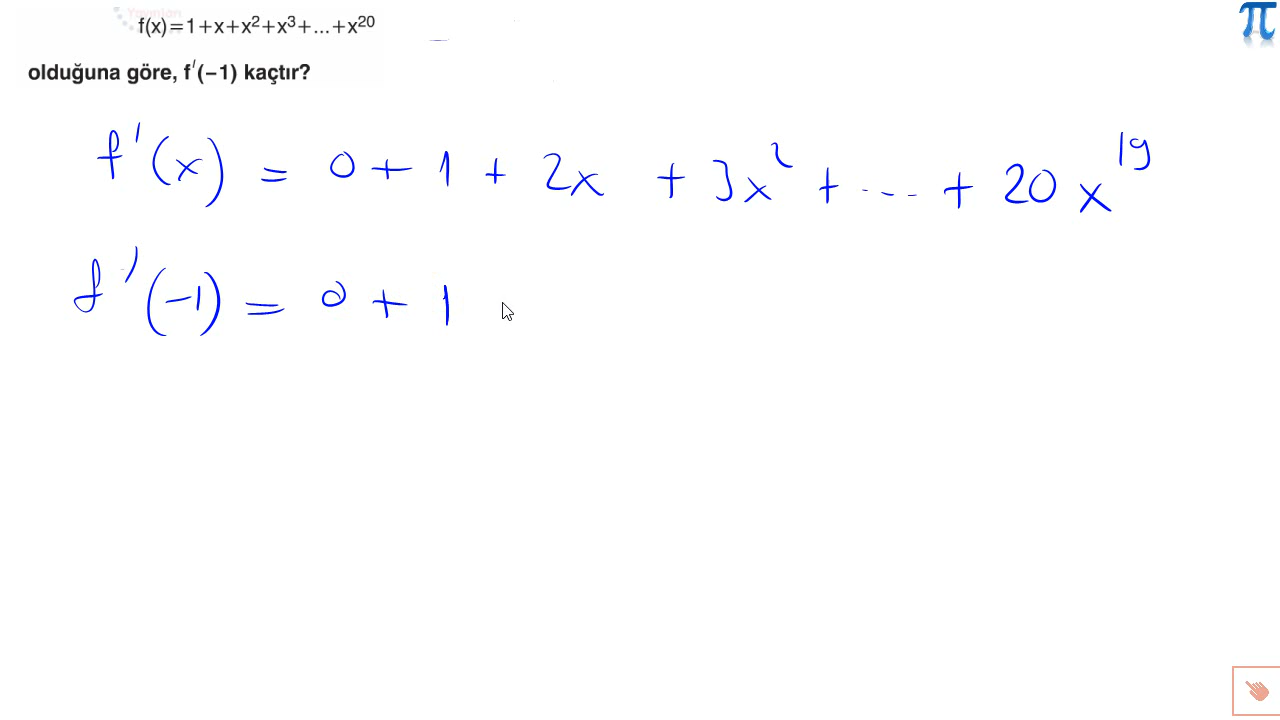 f(x)=1+x+x²+x³+...+x²⁰
olduğuna göre, f′(−1) kaçtır?
f′(x) = 0 + 1 + 2x + 3x² + ... + 20x¹⁹
f′(−1) = 0 + 1